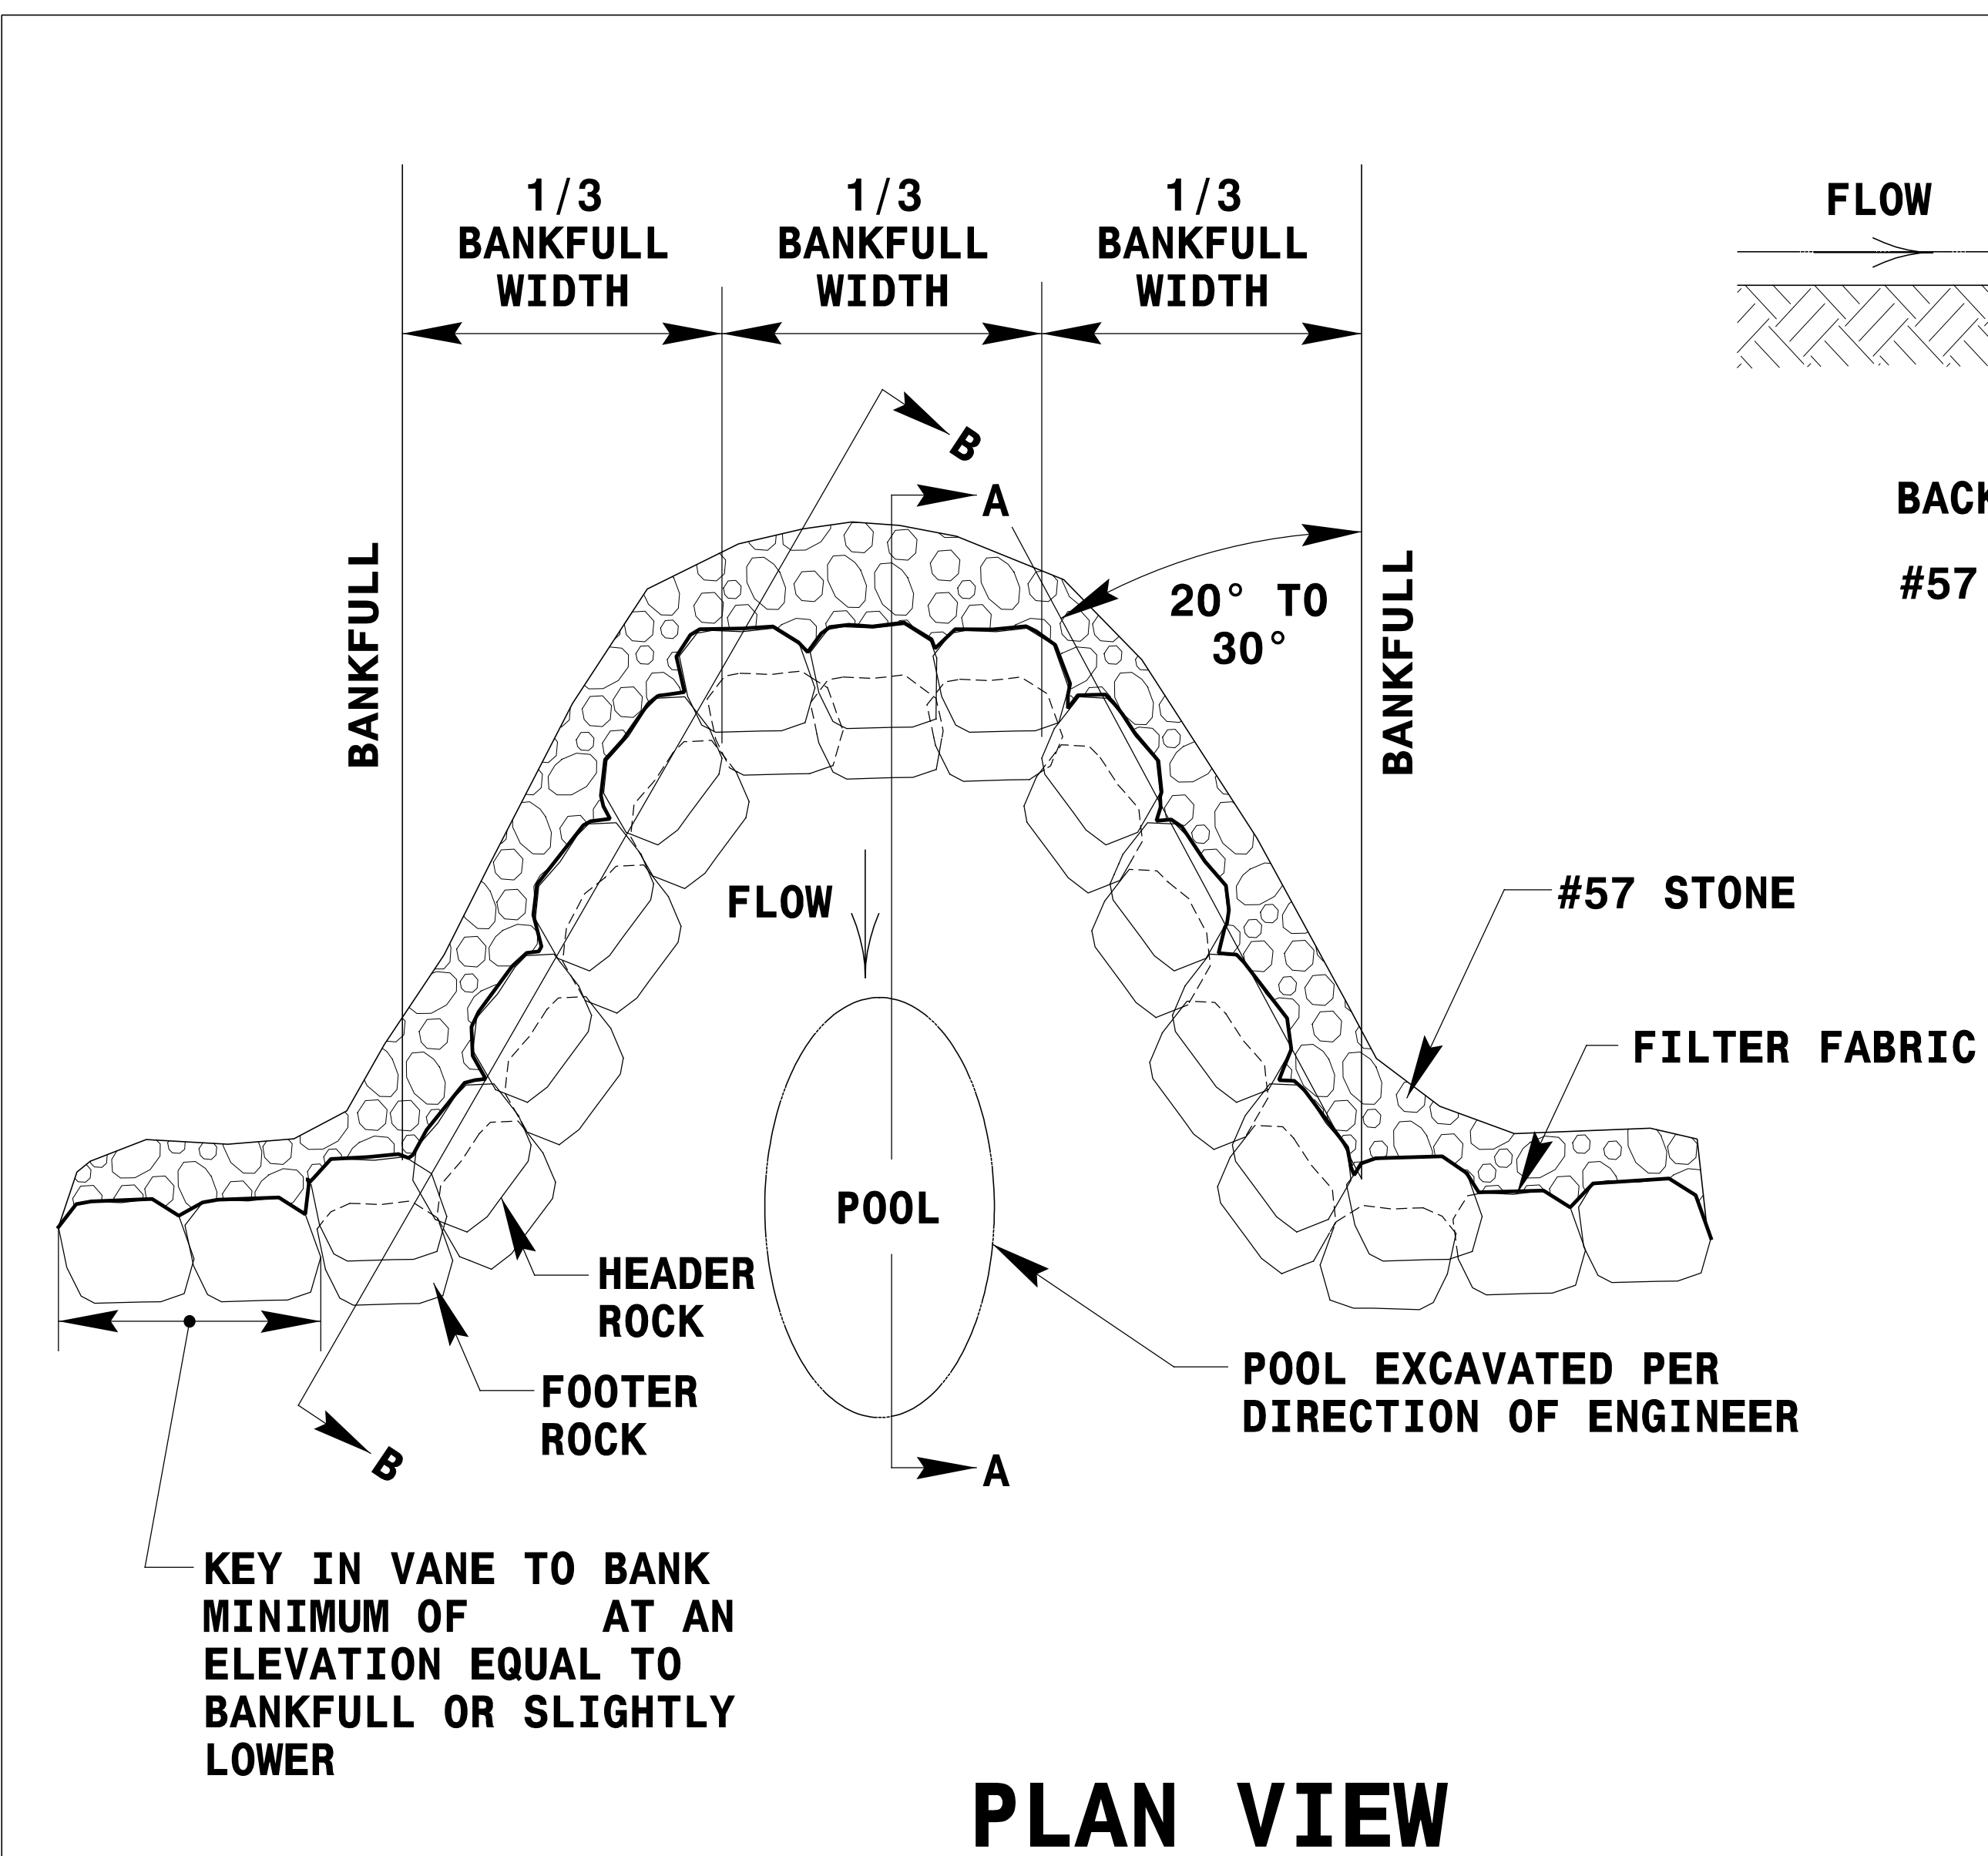 1/3
BANKFULL
WIDTH
1/3
BANKFULL
WIDTH
1/3
BANKFULL
WIDTH
FLOW
B
A
BACK
#57
20° TO
30°
BANKFULL
BANKFULL
FLOW
#57 STONE
FILTER FABRIC
POOL
HEADER
ROCK
FOOTER
ROCK
POOL EXCAVATED PER
DIRECTION OF ENGINEER
B
A
KEY IN VANE TO BANK
MINIMUM OF AT AN
ELEVATION EQUAL TO
BANKFULL OR SLIGHTLY
LOWER
PLAN VIEW